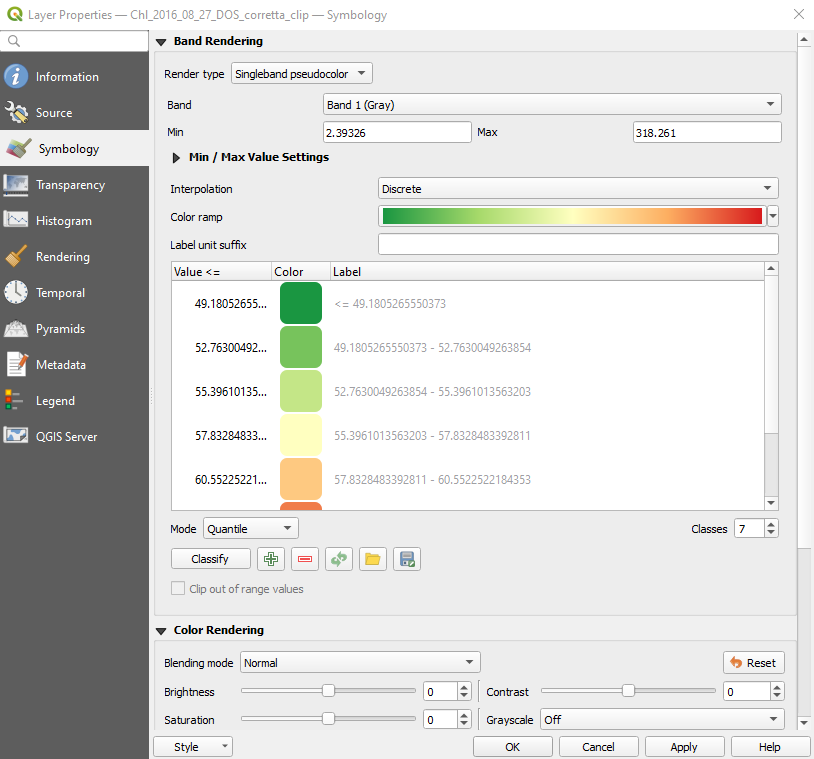 Layer Properties — Chl_2016_08_27_DOS_corretta_clip — Symbology
Information
Source
Symbology
Transparency
Histogram
Rendering
Temporal
Pyramids
Metadata
Legend
QGIS Server
Band Rendering
Render type Singleband pseudocolor
Band Band 1 (Gray)
Min 2.39326 Max 318.261
Min / Max Value Settings
Interpolation Discrete
Color ramp
Label unit suffix
Value <= Color Label
49.18052655... <= 49.1805265550373
52.76300492... 49.1805265550373 - 52.7630049263854
55.39610135... 52.7630049263854 - 55.3961013563203
57.83284833... 55.3961013563203 - 57.8328483392811
60.55225221... 57.8328483392811 - 60.5522522184353
Mode Quantile Classes 7
Classify
Clip out of range values
Color Rendering
Blending mode Normal Reset
Brightness 0 Contrast 0
Saturation 0 Grayscale Off
Style OK Cancel Apply Help